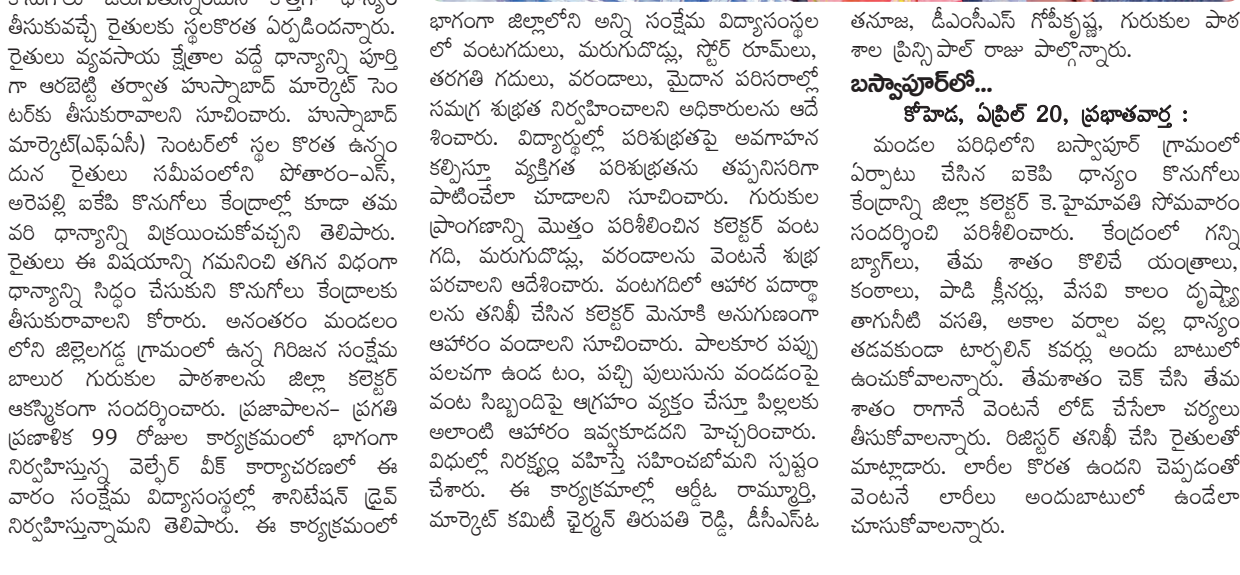 తీసుకువచ్చే రైతులకు స్థలకొరత ఏర్పడిందన్నారు.
రైతులు వ్యవసాయ క్షేత్రాల వద్దే ధాన్యాన్ని పూర్తి
గా ఆరబెట్టి తర్వాత హుస్నాబాద్ మార్కెట్ సెం
టర్‌కు తీసుకురావాలని సూచించారు. హుస్నాబాద్
మార్కెట్(ఎఫ్ఏసీ) సెంటర్‌లో స్థల కొరత ఉన్నం
దున రైతులు సమీపంలోని పోతారం-ఎస్,
అరెపల్లి ఐకేపి కొనుగోలు కేంద్రాల్లో కూడా తమ
వరి ధాన్యాన్ని విక్రయించుకోవచ్చని తెలిపారు.
రైతులు ఈ విషయాన్ని గమనించి తగిన విధంగా
ధాన్యాన్ని సిద్ధం చేసుకుని కొనుగోలు కేంద్రాలకు
తీసుకురావాలని కోరారు. అనంతరం మండలం
లోని జిల్లెలగడ్డ గ్రామంలో ఉన్న గిరిజన సంక్షేమ
బాలుర గురుకుల పాఠశాలను జిల్లా కలెక్టర్
ఆకస్మికంగా సందర్శించారు. ప్రజాపాలన- ప్రగతి
ప్రణాళిక 99 రోజుల కార్యక్రమంలో భాగంగా
నిర్వహిస్తున్న వెల్ఫేర్ వీక్ కార్యాచరణలో ఈ
వారం సంక్షేమ విద్యాసంస్థల్లో శానిటేషన్ డ్రైవ్
నిర్వహిస్తున్నామని తెలిపారు. ఈ కార్యక్రమంలో
భాగంగా జిల్లాలోని అన్ని సంక్షేమ విద్యాసంస్థల
లో వంటగదులు, మరుగుదొడ్లు, స్టోర్ రూమ్‌లు,
తరగతి గదులు, వరండాలు, మైదాన పరిసరాల్లో
సమగ్ర శుభ్రత నిర్వహించాలని అధికారులను ఆదే
శించారు. విద్యార్థుల్లో పరిశుభ్రతపై అవగాహన
కల్పిస్తూ వ్యక్తిగత పరిశుభ్రతను తప్పనిసరిగా
పాటించేలా చూడాలని సూచించారు. గురుకుల
ప్రాంగణాన్ని మొత్తం పరిశీలించిన కలెక్టర్ వంట
గది, మరుగుదొడ్లు, వరండాలను వెంటనే శుభ్ర
పరచాలని ఆదేశించారు. వంటగదిలో ఆహార పదార్థా
లను తనిఖీ చేసిన కలెక్టర్ మెనూకి అనుగుణంగా
ఆహారం వండాలని సూచించారు. పాలకూర పప్పు
పలచగా ఉండ టం, పచ్చి పులుసును వండడంపై
వంట సిబ్బందిపై ఆగ్రహం వ్యక్తం చేస్తూ పిల్లలకు
అలాంటి ఆహారం ఇవ్వకూడదని హెచ్చరించారు.
విధుల్లో నిరక్ష్యర్లం వహిస్తే సహించబోమని స్పష్టం
చేశారు. ఈ కార్యక్రమాల్లో ఆర్డీఓ రామ్మూర్తి,
మార్కెట్ కమిటీ ఛైర్మన్ తిరుపతి రెడ్డి, డీసీఎస్ఓ
తనూజ, డీఎంసీఎస్ గోపీకృష్ణ, గురుకుల పాఠ
శాల ప్రిన్సిపాల్ రాజు పాల్గొన్నారు.
బస్వాపూర్‌లో...
కోహెడ, ఏప్రిల్ 20, ప్రభాతవార్త :
మండల పరిధిలోని బస్వాపూర్ గ్రామంలో
ఏర్పాటు చేసిన ఐకెపి ధాన్యం కొనుగోలు
కేంద్రాన్ని జిల్లా కలెక్టర్ కె.హైమావతి సోమవారం
సందర్శించి పరిశీలించారు. కేంద్రంలో గన్ని
బ్యాగ్‌లు, తేమ శాతం కొలిచే యంత్రాలు,
కంఠాలు, పాడి క్లీనర్లు, వేసవి కాలం దృష్ట్యా
తాగునీటి వసతి, అకాల వర్షాల వల్ల ధాన్యం
తడవకుండా టార్ఫలిన్ కవర్లు అందు బాటులో
ఉంచుకోవాలన్నారు. తేమశాతం చెక్ చేసి తేమ
శాతం రాగానే వెంటనే లోడ్ చేసేలా చర్యలు
తీసుకోవాలన్నారు. రిజిస్టర్ తనిఖీ చేసి రైతులతో
మాట్లాడారు. లారీల కొరత ఉందని చెప్పడంతో
వెంటనే లారీలు అందుబాటులో ఉండేలా
చూసుకోవాలన్నారు.